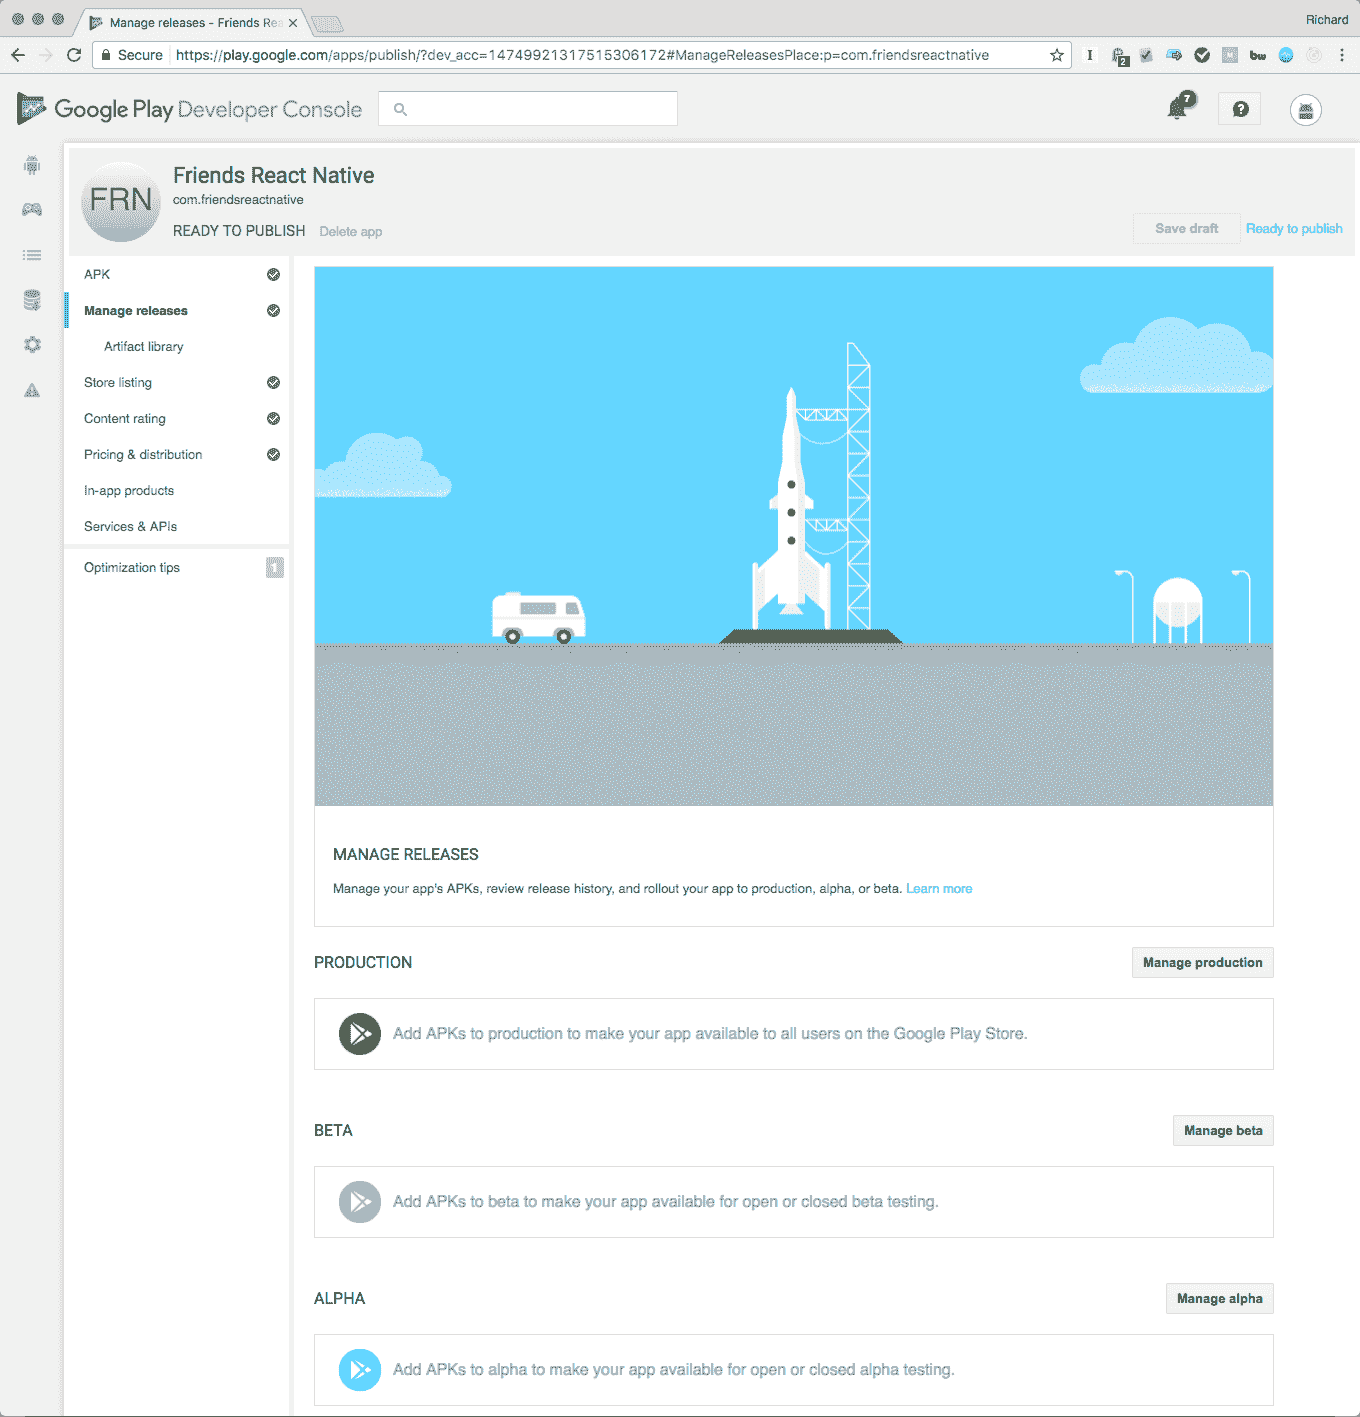 Manage releases - Friends Rea
Richard
Secure
https://play.google.com/apps/publish/?dev_acc=14749921317515306172#ManageReleasesPlace:p=com.friendsreactnative
2
bw
Google Play Developer Console
7
?
FRN
Friends React Native
com.friendsreactnative
READY TO PUBLISH Delete app
Save draft
Ready to publish
APK
Manage releases
Artifact library
Store listing
Content rating
Pricing & distribution
In-app products
Services & APIs
Optimization tips 1
MANAGE RELEASES
Manage your app's APKs, review release history, and rollout your app to production, alpha, or beta. Learn more
PRODUCTION
Manage production
Add APKs to production to make your app available to all users on the Google Play Store.
BETA
Manage beta
Add APKs to beta to make your app available for open or closed beta testing.
ALPHA
Manage alpha
Add APKs to alpha to make your app available for open or closed alpha testing.